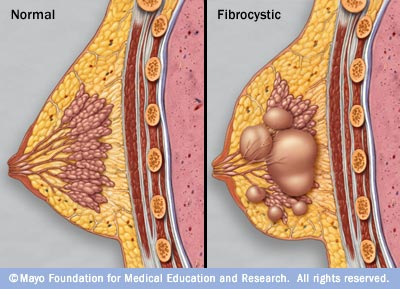 Normal
Fibrocystic
© Mayo Foundation for Medical Education and Research. All rights reserved.